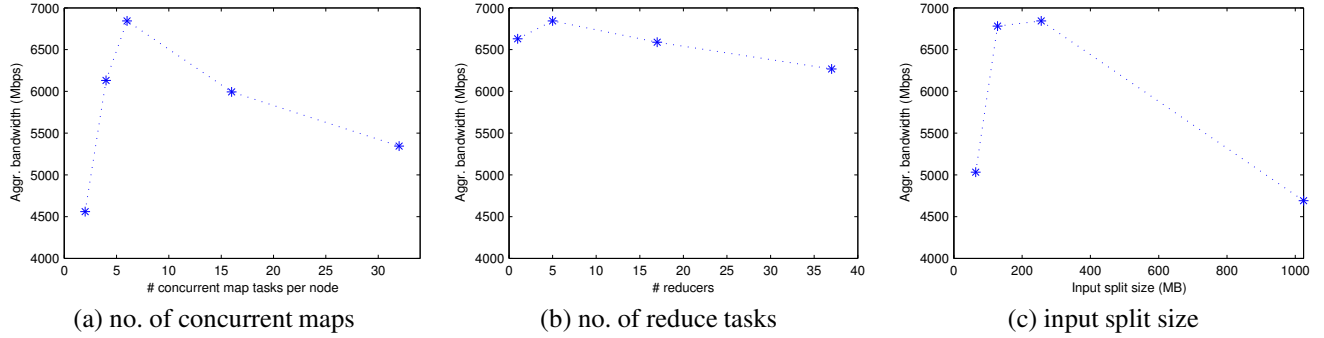 7000
6500
6000
5500
5000
4500
4000
Aggr. bandwidth (Mbps)
0 5 10 15 20 25 30
# concurrent map tasks per node
(a) no. of concurrent maps
7000
6500
6000
5500
5000
4500
4000
Aggr. bandwidth (Mbps)
0 5 10 15 20 25 30 35 40
# reducers
(b) no. of reduce tasks
7000
6500
6000
5500
5000
4500
4000
Aggr. bandwidth (Mbps)
0 200 400 600 800 1000
Input split size (MB)
(c) input split size